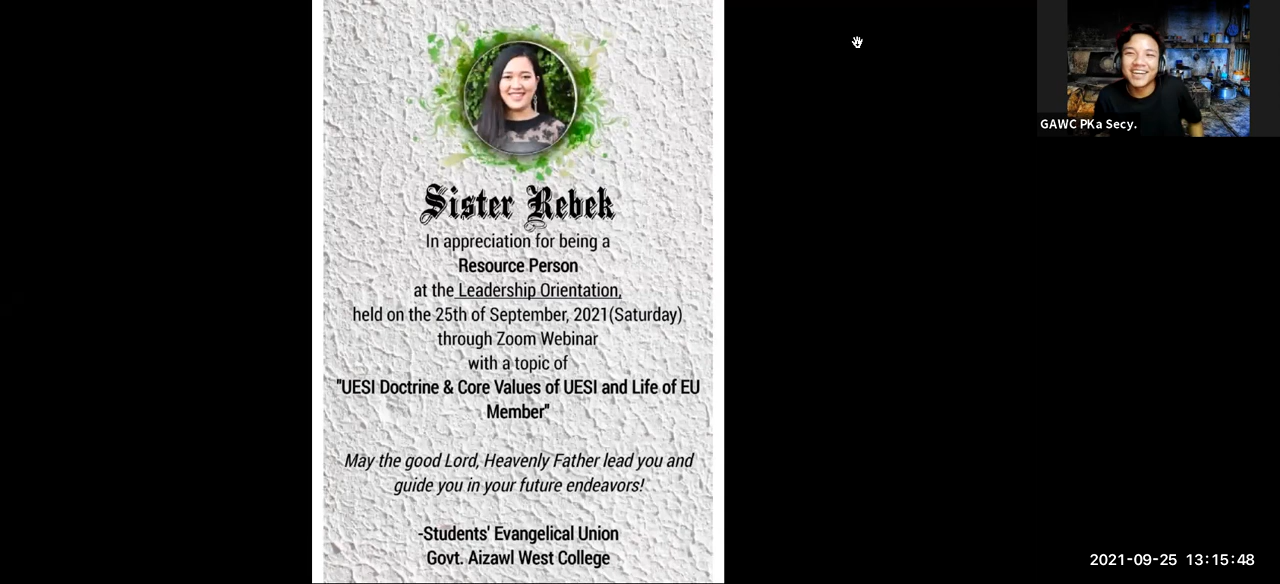 Sister Rebek
In appreciation for being a
Resource Person
at the Leadership Orientation,
held on the 25th of September, 2021(Saturday)
through Zoom Webinar
with a topic of
"UESI Doctrine & Core Values of UESI and Life of EU
Member"
May the good Lord, Heavenly Father lead you and
guide you in your future endeavors!
-Students' Evangelical Union
Govt. Aizawl West College
GAWC PKa Secy.
2021-09-25 13:15:48